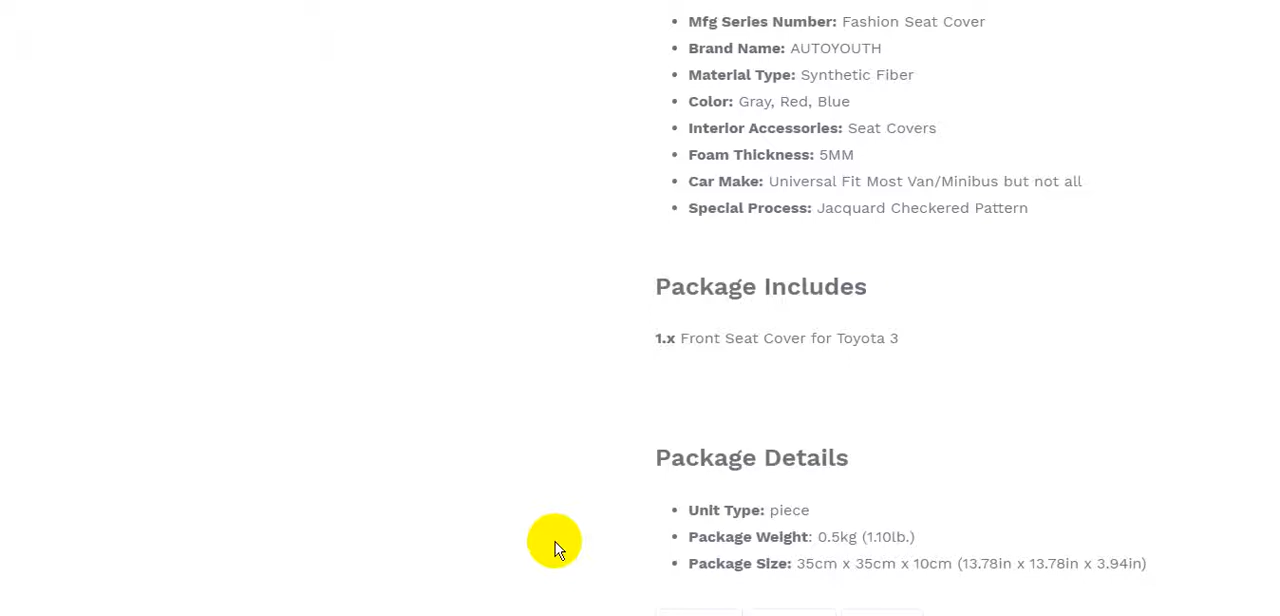 Mfg Series Number: Fashion Seat Cover
Brand Name: AUTOYOUTH
Material Type: Synthetic Fiber
Color: Gray, Red, Blue
Interior Accessories: Seat Covers
Foam Thickness: 5MM
Car Make: Universal Fit Most Van/Minibus but not all
Special Process: Jacquard Checkered Pattern
Package Includes
1.x Front Seat Cover for Toyota 3
Package Details
Unit Type: piece
Package Weight: 0.5kg (1.10lb.)
Package Size: 35cm x 35cm x 10cm (13.78in x 13.78in x 3.94in)